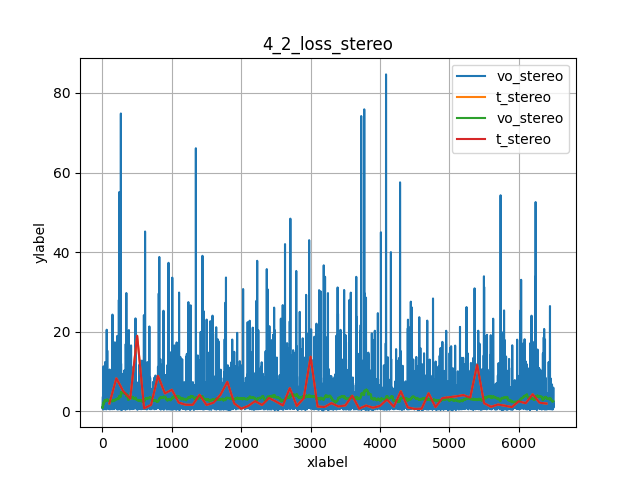 4_2_loss_stereo
vo_stereo
t_stereo
vo_stereo
t_stereo
ylabel
80
60
40
20
0
0 1000 2000 3000 4000 5000 6000
xlabel